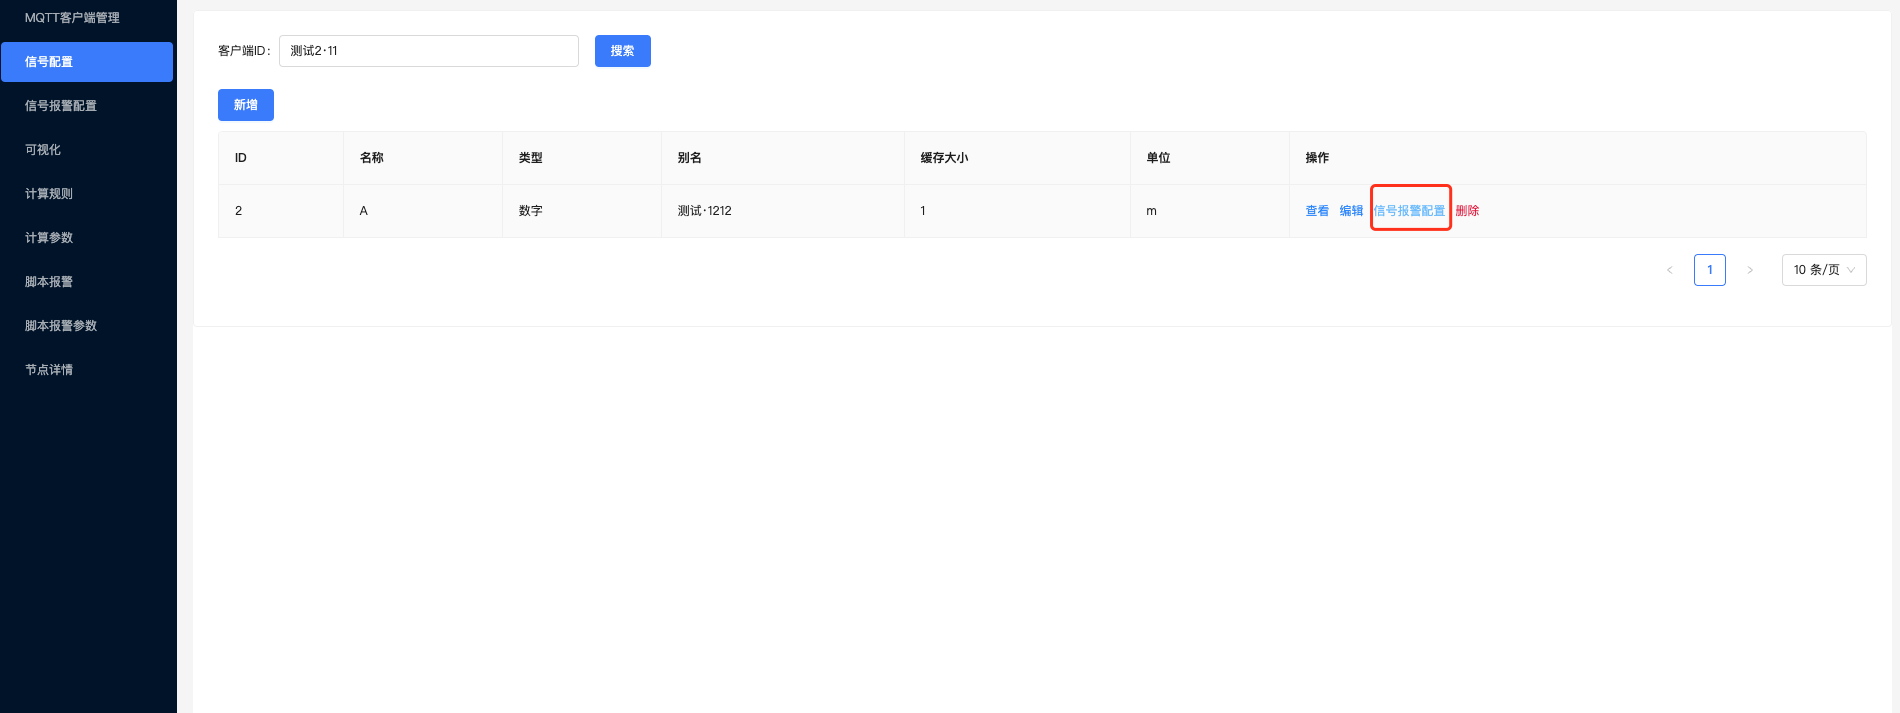 MQTT客户端管理
信号配置
信号报警配置
可视化
计算规则
计算参数
脚本报警
脚本报警参数
节点详情
客户端ID： 测试2·11 搜索
新增
ID 名称 类型 别名 缓存大小 单位 操作
2 A 数字 测试·1212 1 m 查看 编辑 信号报警配置 删除
< 1 > 10 条/页